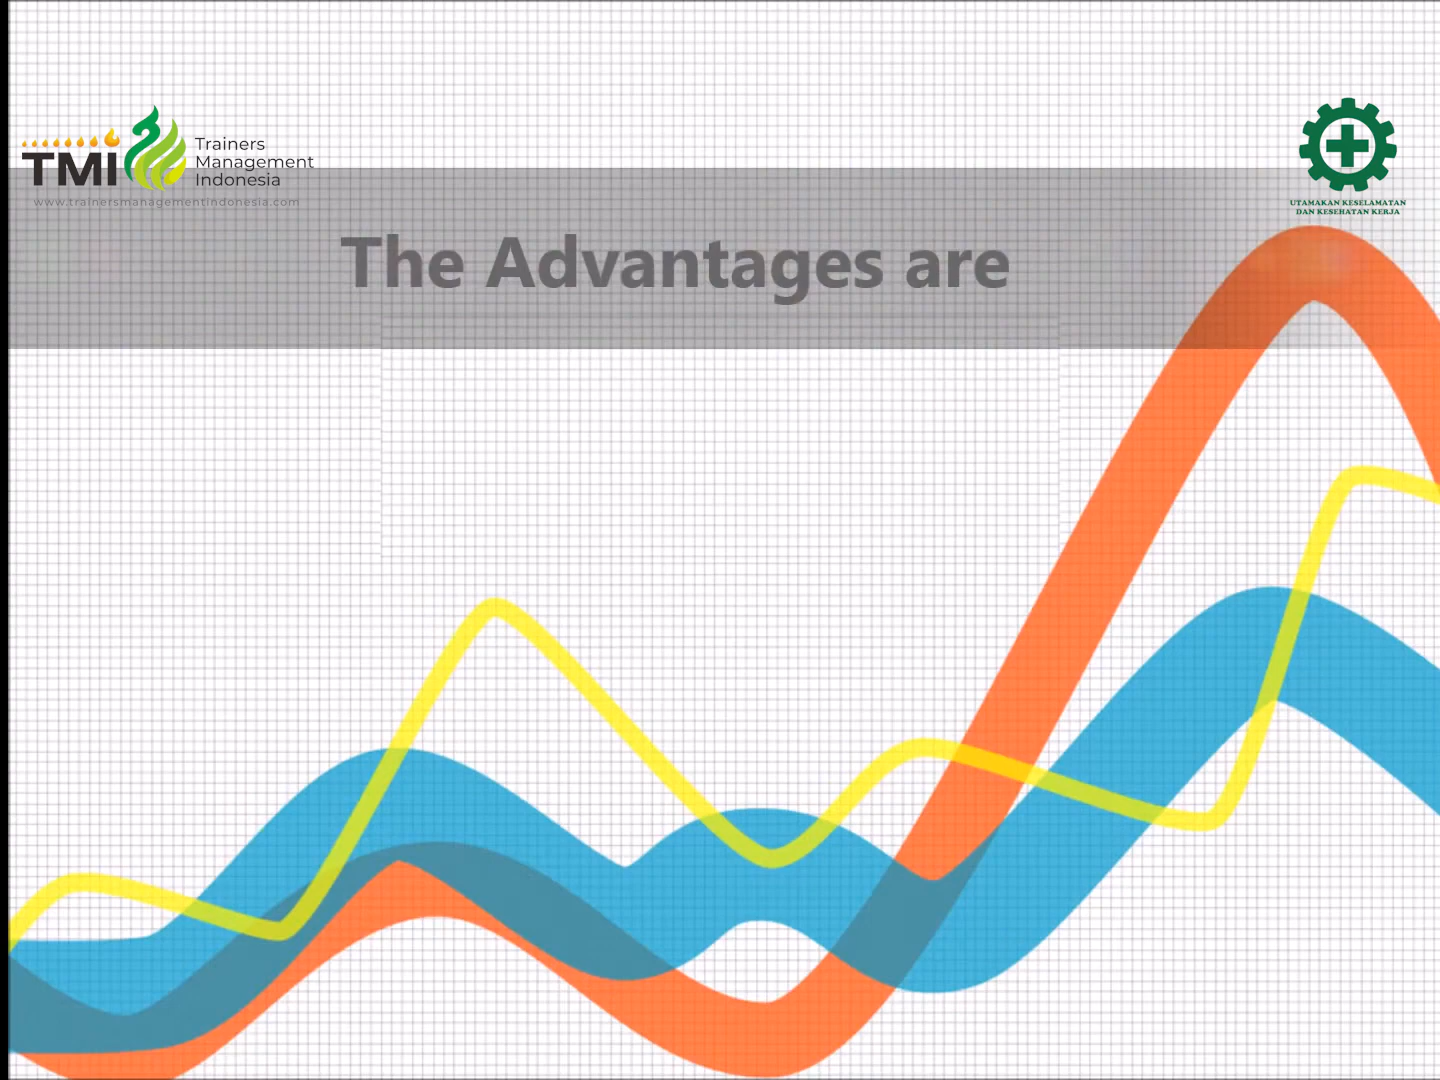 TMI
Trainers
Management
Indonesia
www.trainersmanagementindonesia.com
UTAMAKAN KESELAMATAN
DAN KESEHATAN KERJA
The Advantages are